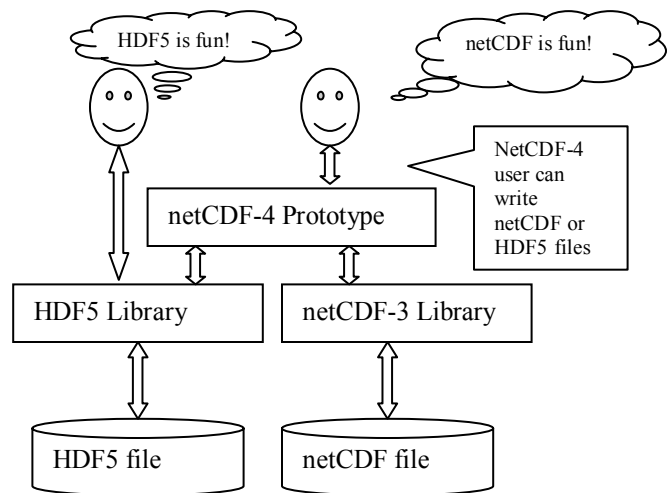 HDF5 is fun!
netCDF is fun!
NetCDF-4
user can
write
netCDF or
HDF5 files
netCDF-4 Prototype
HDF5 Library
netCDF-3 Library
HDF5 file
netCDF file